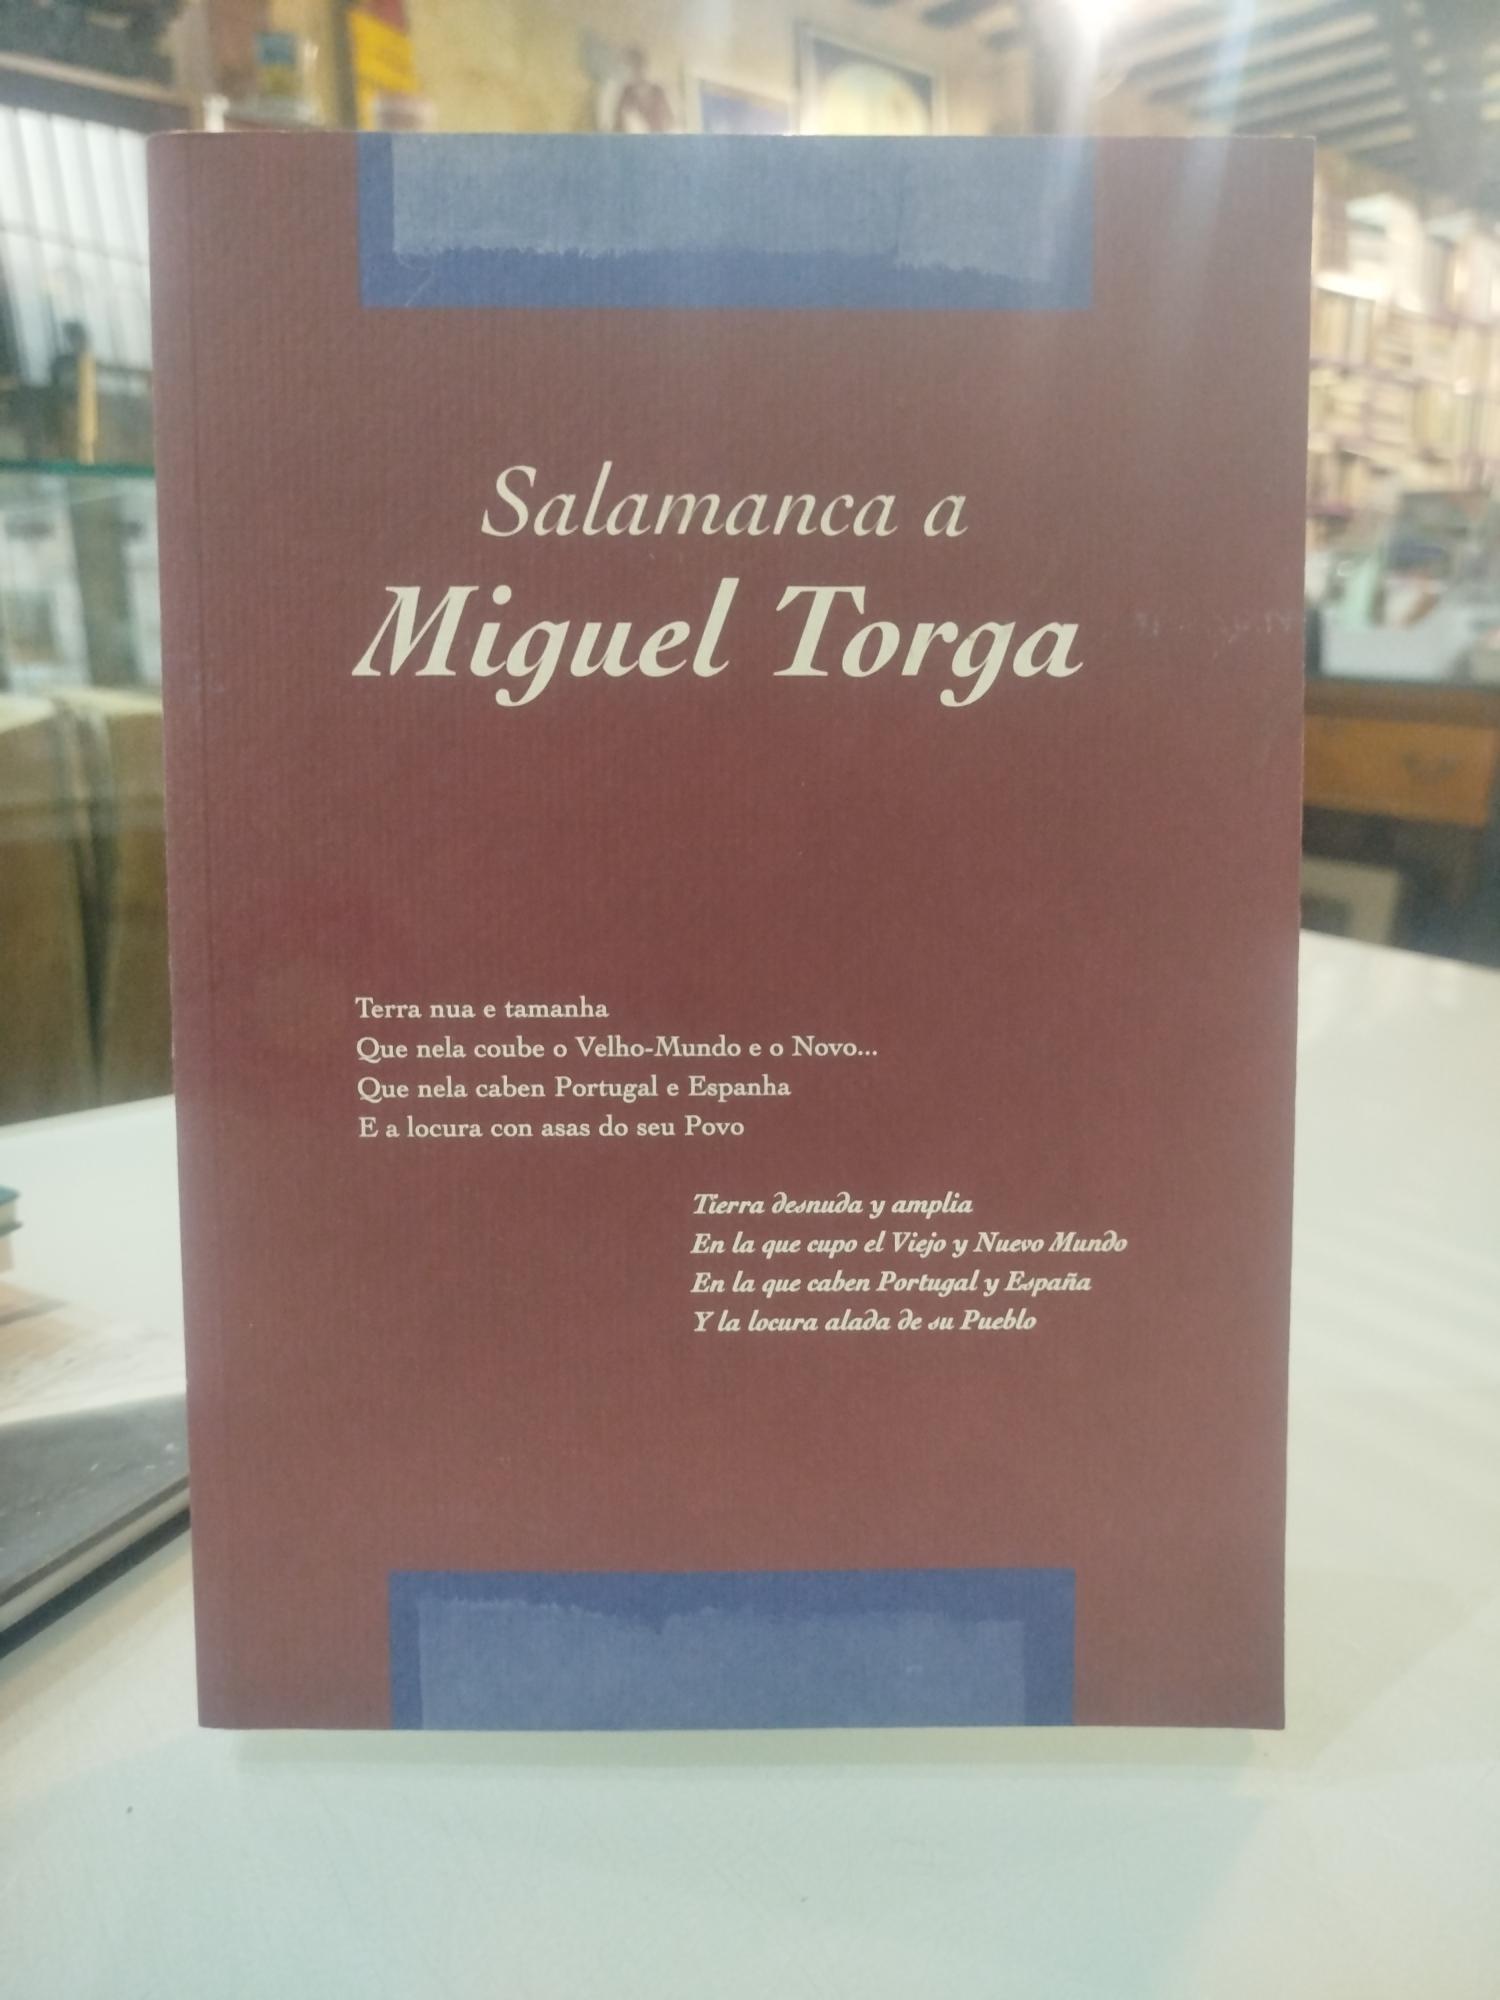 Salamanca a
Miguel Torga
Terra nua e tamanha
Que nela coube o Velho-Mundo e o Novo...
Que nela caben Portugal e Espanha
E a locura con asas do seu Povo
Tierra desnuda y amplia
En la que cupo el Viejo y Nuevo Mundo
En la que caben Portugal y España
Y la locura alada de su Pueblo